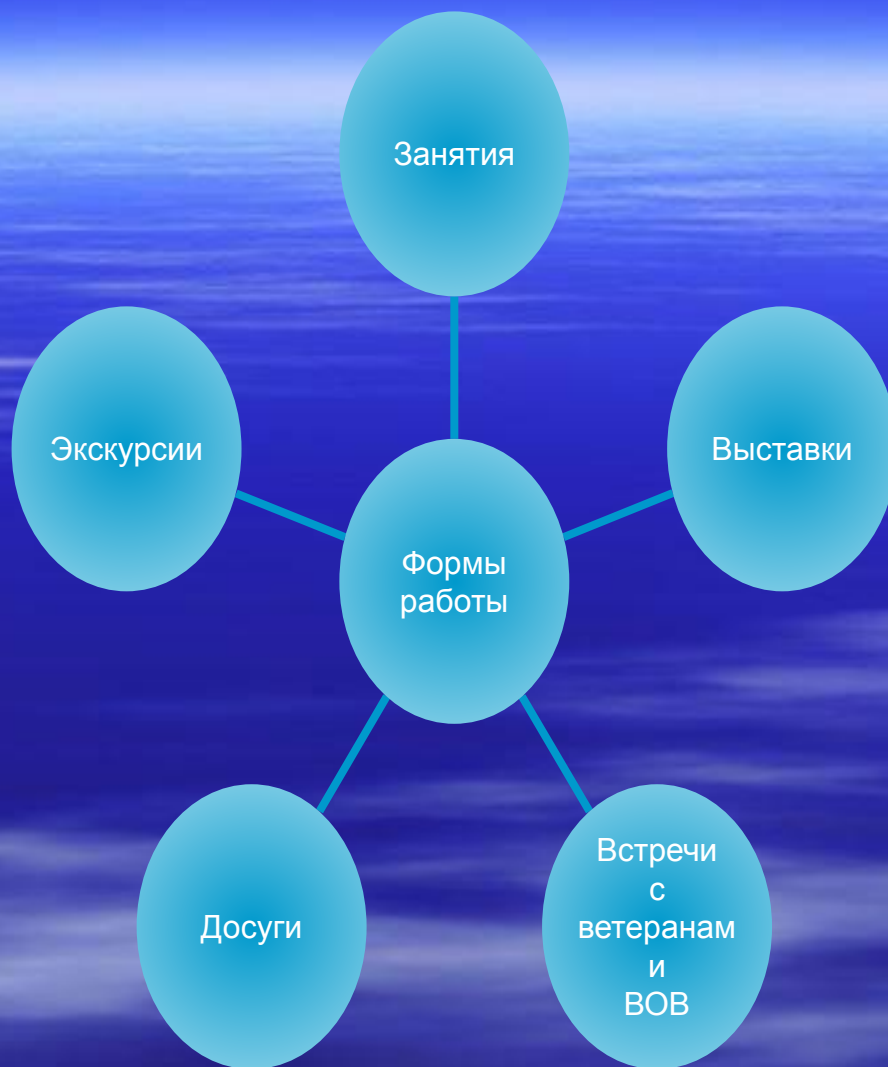 Занятия
Экскурсии
Выставки
Формы
работы
Досуги
Встречи
с
ветеранам
и
ВОВ